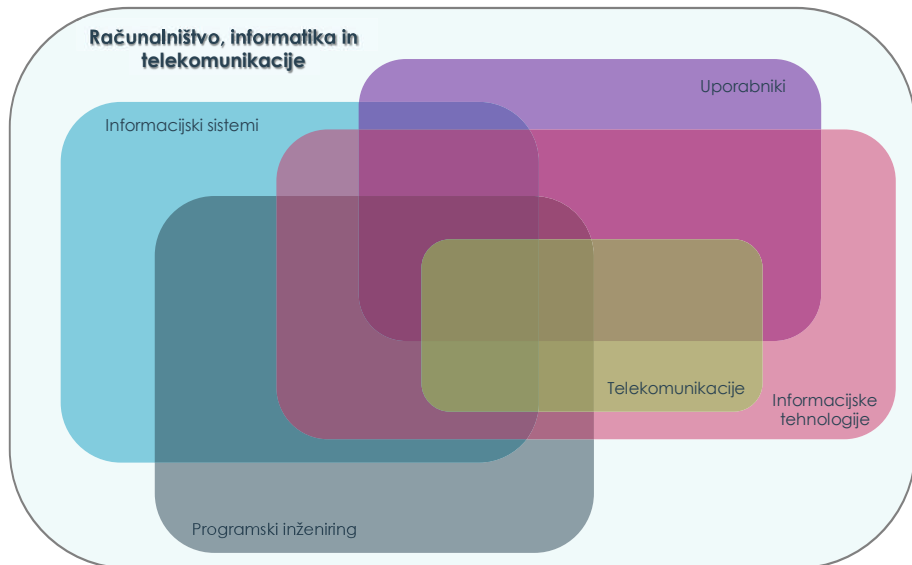 Računalništvo, informatika in
telekomunikacije
Uporabniki
Informacijski sistemi
Telekomunikacije
Informacijske
tehnologije
Programski inženiring